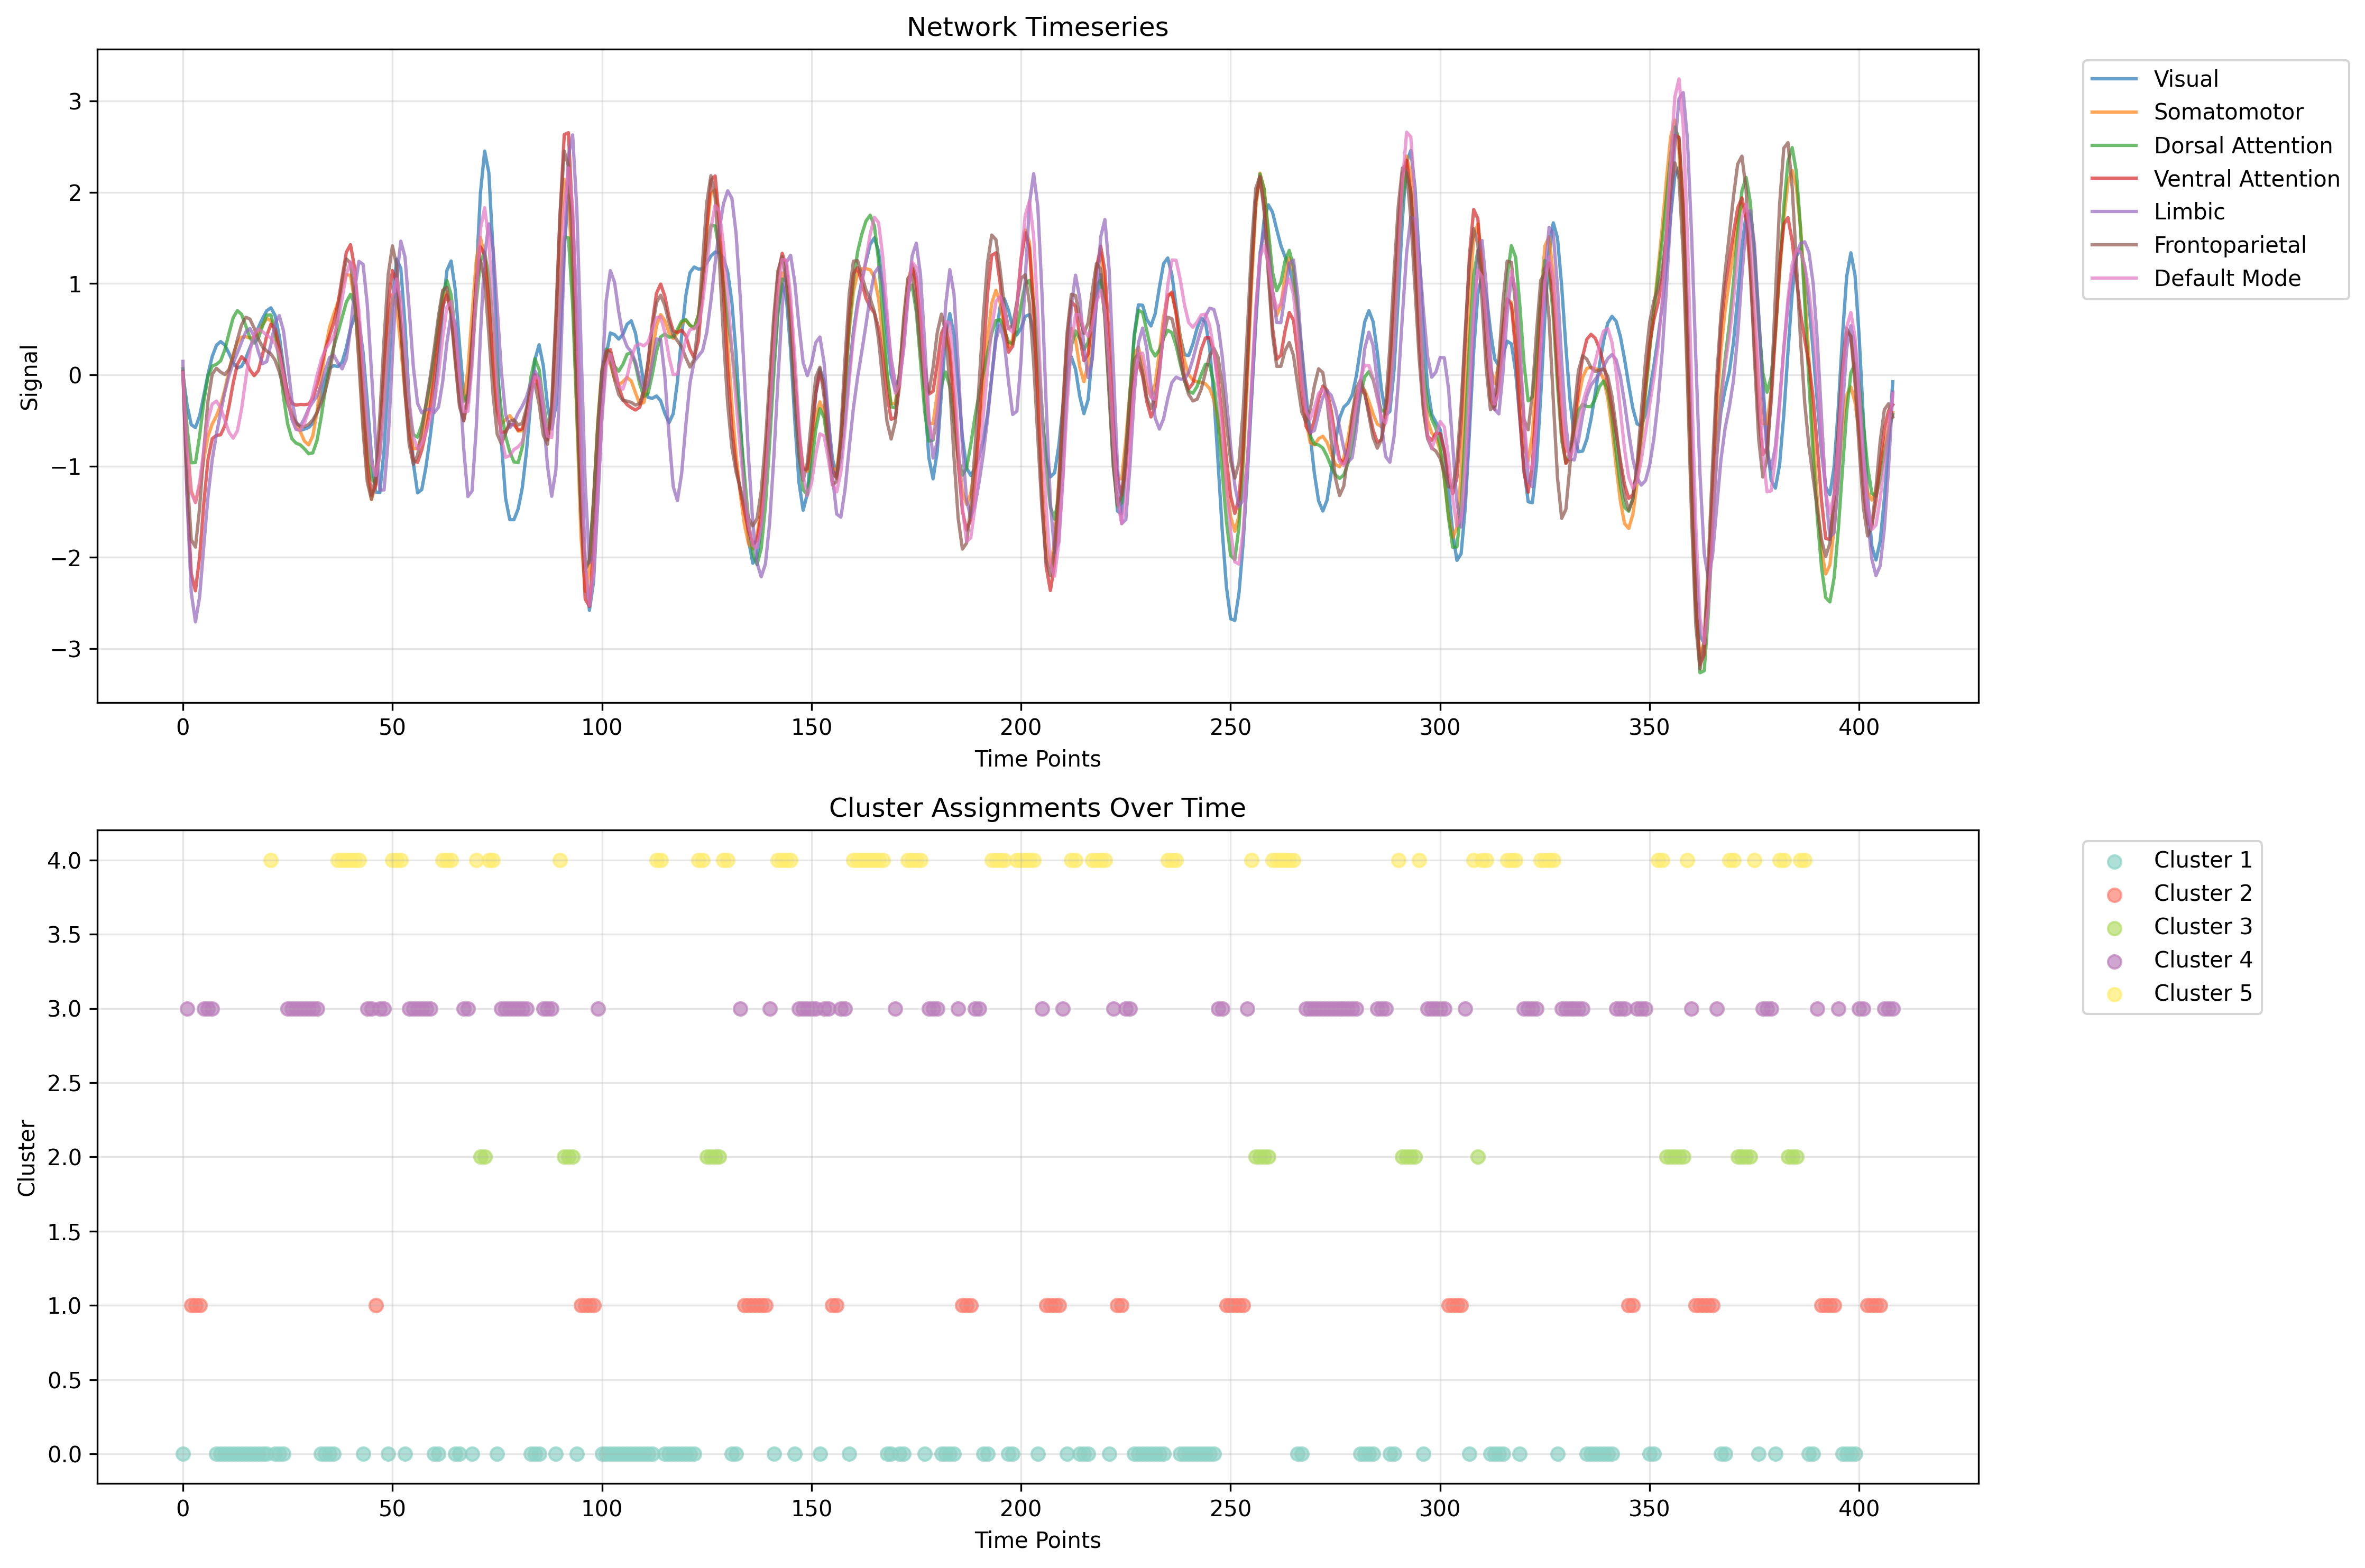 Network Timeseries
Signal
3
2
1
0
−1
−2
−3
0 50 100 150 200 250 300 350 400
Time Points
Visual
Somatomotor
Dorsal Attention
Ventral Attention
Limbic
Frontoparietal
Default Mode
Cluster Assignments Over Time
Cluster
4.0
3.5
3.0
2.5
2.0
1.5
1.0
0.5
0.0
0 50 100 150 200 250 300 350 400
Time Points
Cluster 1
Cluster 2
Cluster 3
Cluster 4
Cluster 5